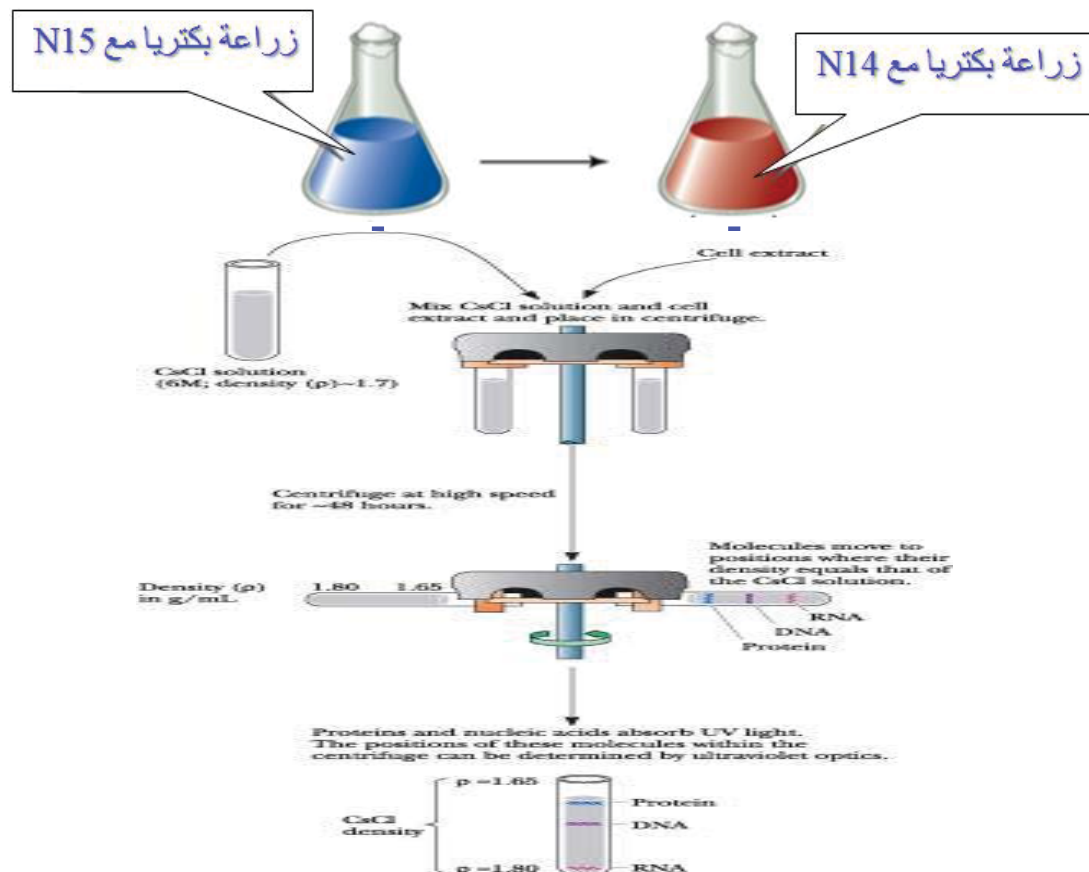 زراعة بكتريا مع N15
زراعة بكتريا مع N14
Cell extract
Mix CsCl solution and cell
extract and place in centrifuge.
CsCl solution
(6M; density (ρ)~1.7)
Centrifuge at high speed
for ~48 hours.
Molecules move to
positions where their
density equals that of
the CsCl solution.
Density (ρ)
in g/mL
1.80 1.65
RNA
DNA
Protein
Proteins and nucleic acids absorb UV light.
The positions of these molecules within the
centrifuge can be determined by ultraviolet optics.
ρ =1.65
Protein
CsCl
density
DNA
ρ =1.80
RNA